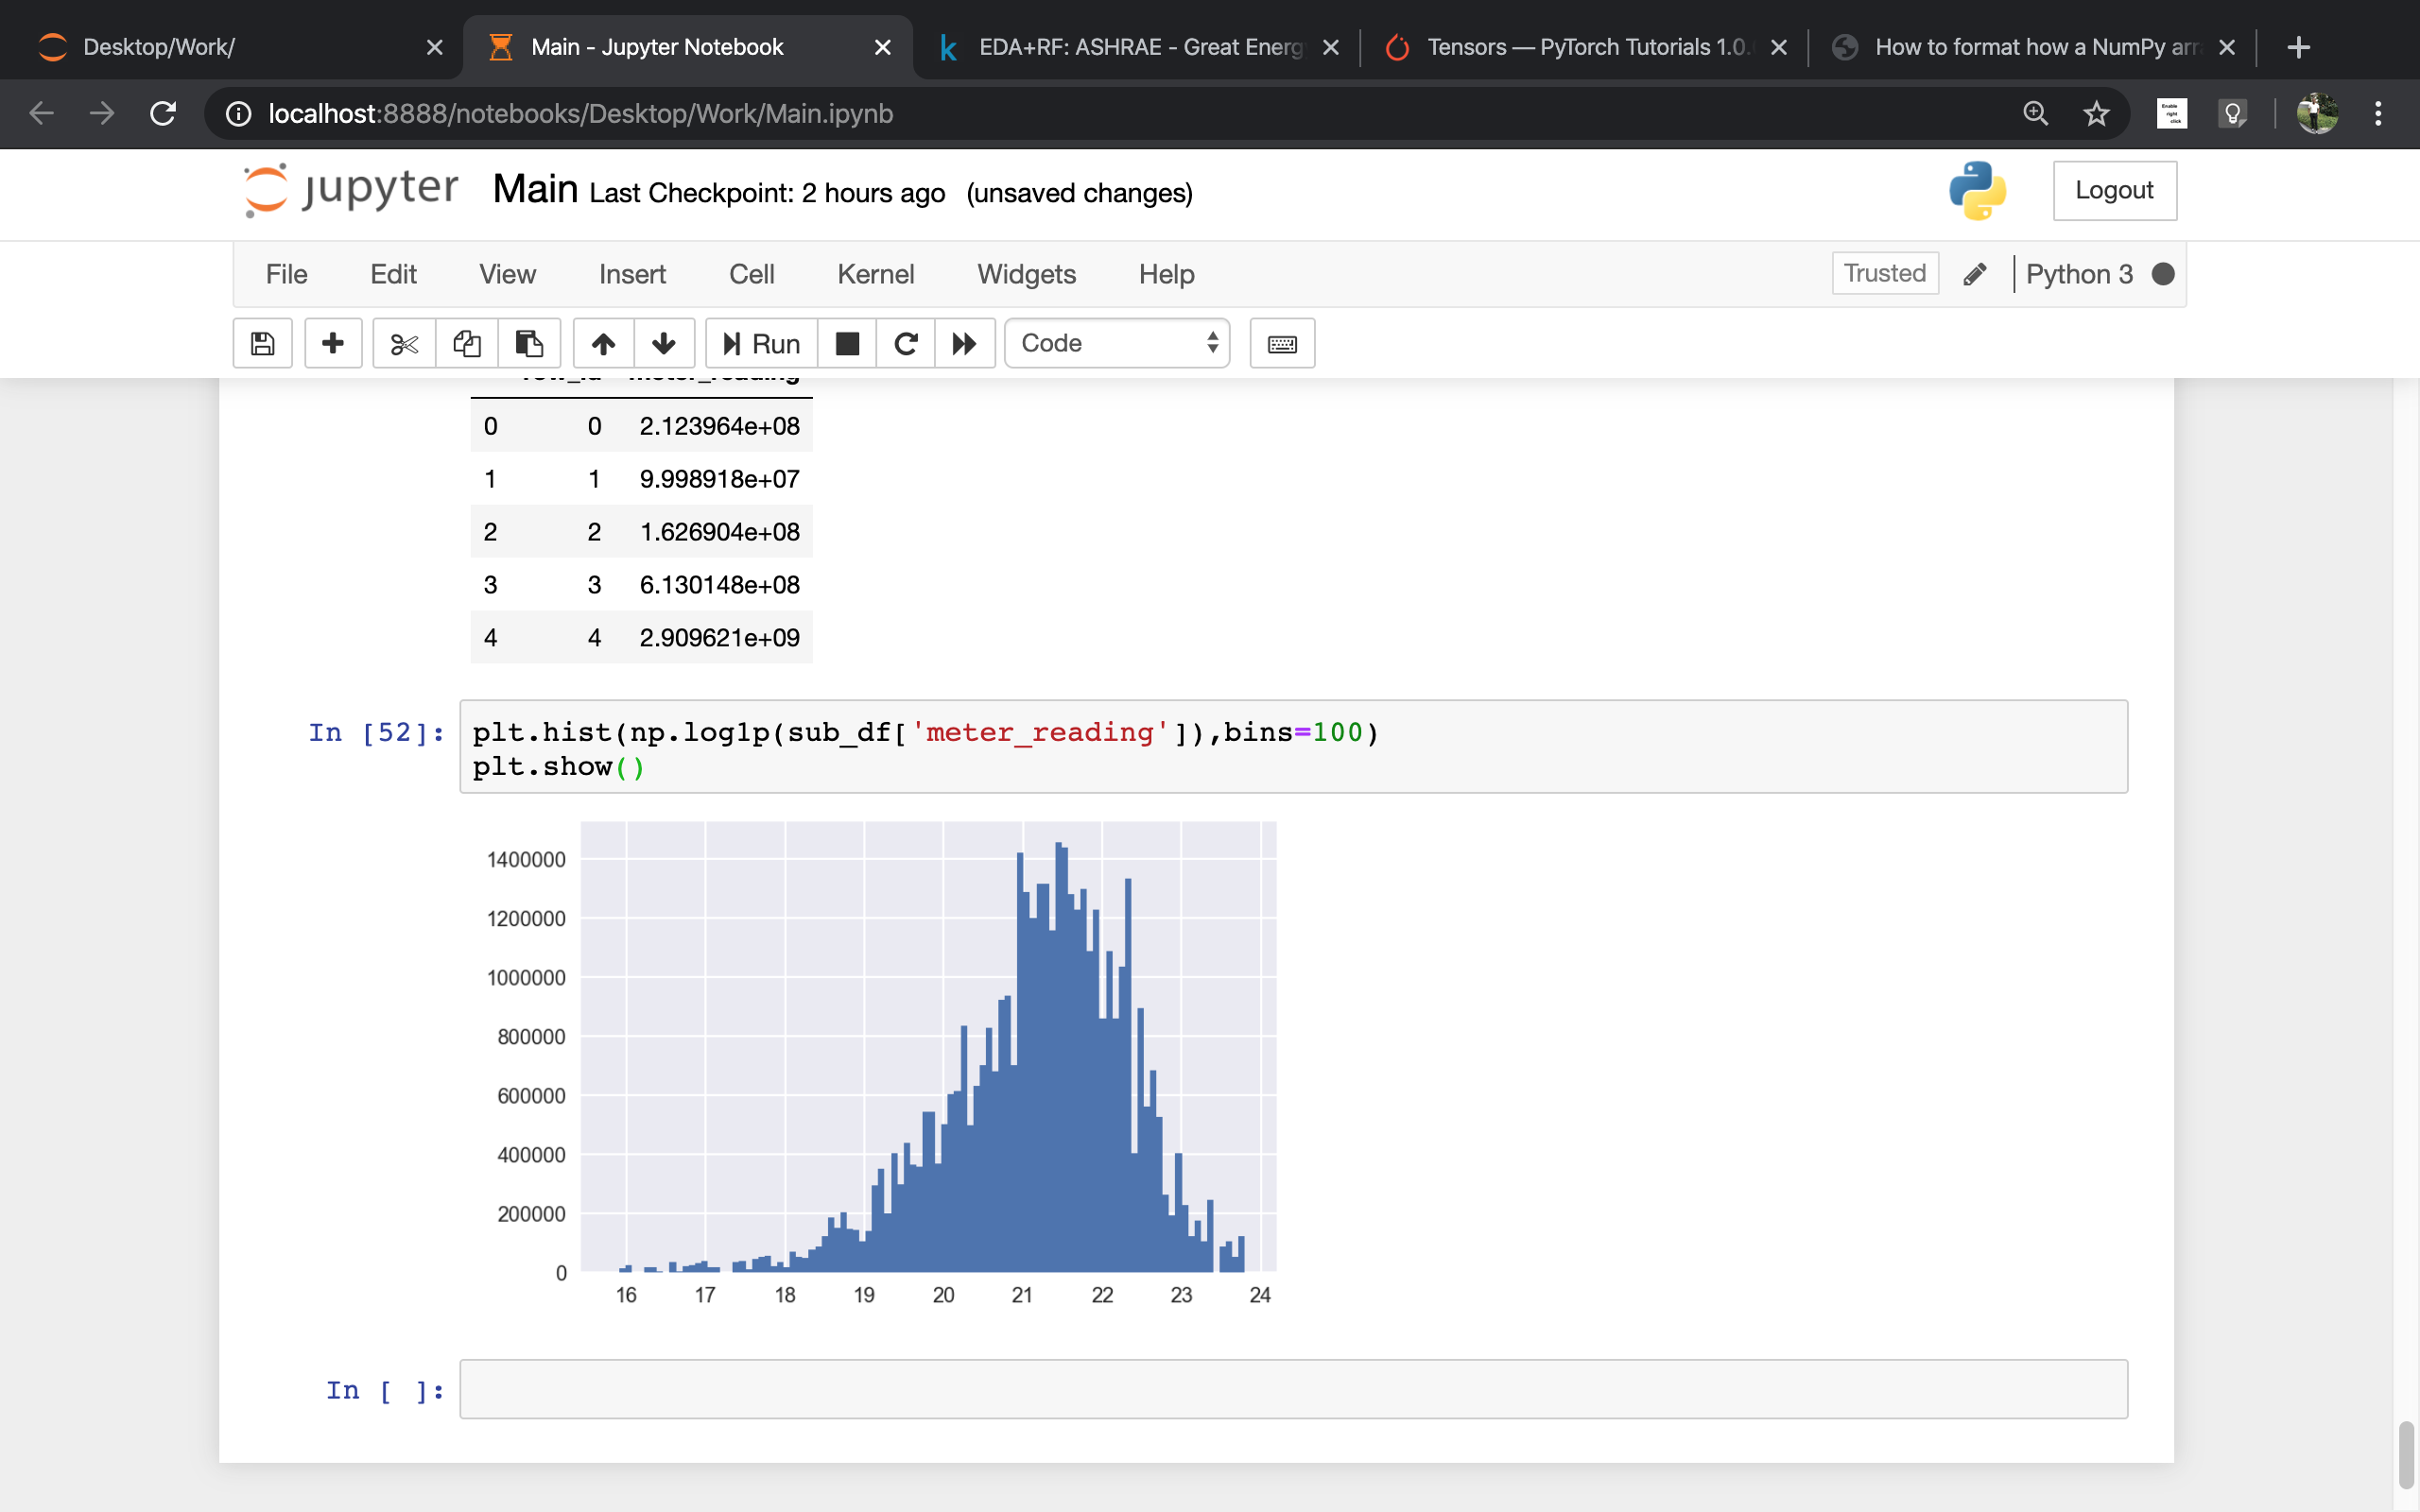 Desktop/Work/
Main - Jupyter Notebook
EDA+RF: ASHRAE - Great Energ
Tensors — PyTorch Tutorials 1.0.
How to format how a NumPy arr
localhost:8888/notebooks/Desktop/Work/Main.ipynb
Enable right click
jupyter Main Last Checkpoint: 2 hours ago (unsaved changes)
Logout
File Edit View Insert Cell Kernel Widgets Help
Trusted Python 3
Run Code
row_id meter_reading
0 0 2.123964e+08
1 1 9.998918e+07
2 2 1.626904e+08
3 3 6.130148e+08
4 4 2.909621e+09
In [52]: plt.hist(np.log1p(sub_df['meter_reading']),bins=100)
plt.show()
1400000
1200000
1000000
800000
600000
400000
200000
0
16 17 18 19 20 21 22 23 24
In [ ]: